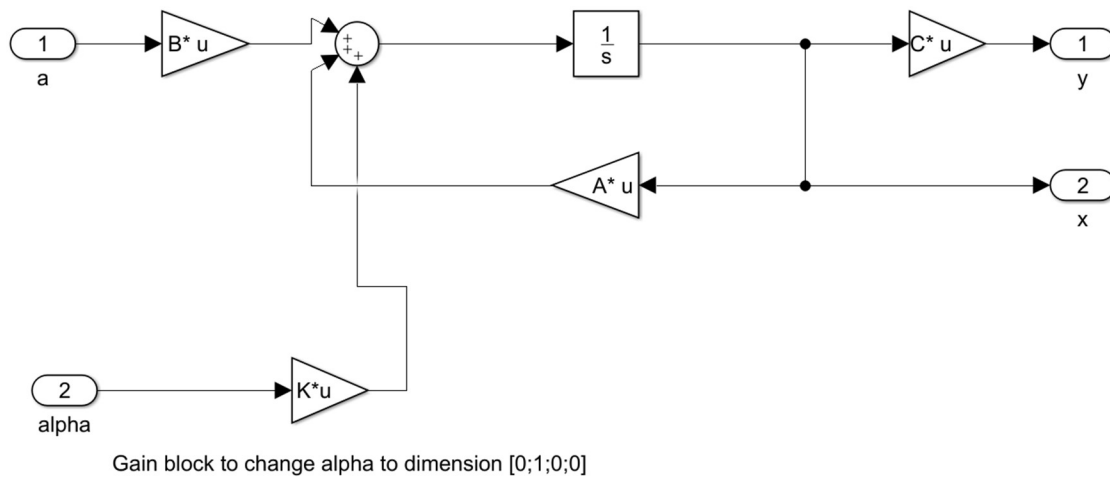 1
a
B* u
+
+
+
1
s
C* u
1
y
A* u
2
x
2
alpha
K*u
Gain block to change alpha to dimension [0;1;0;0]